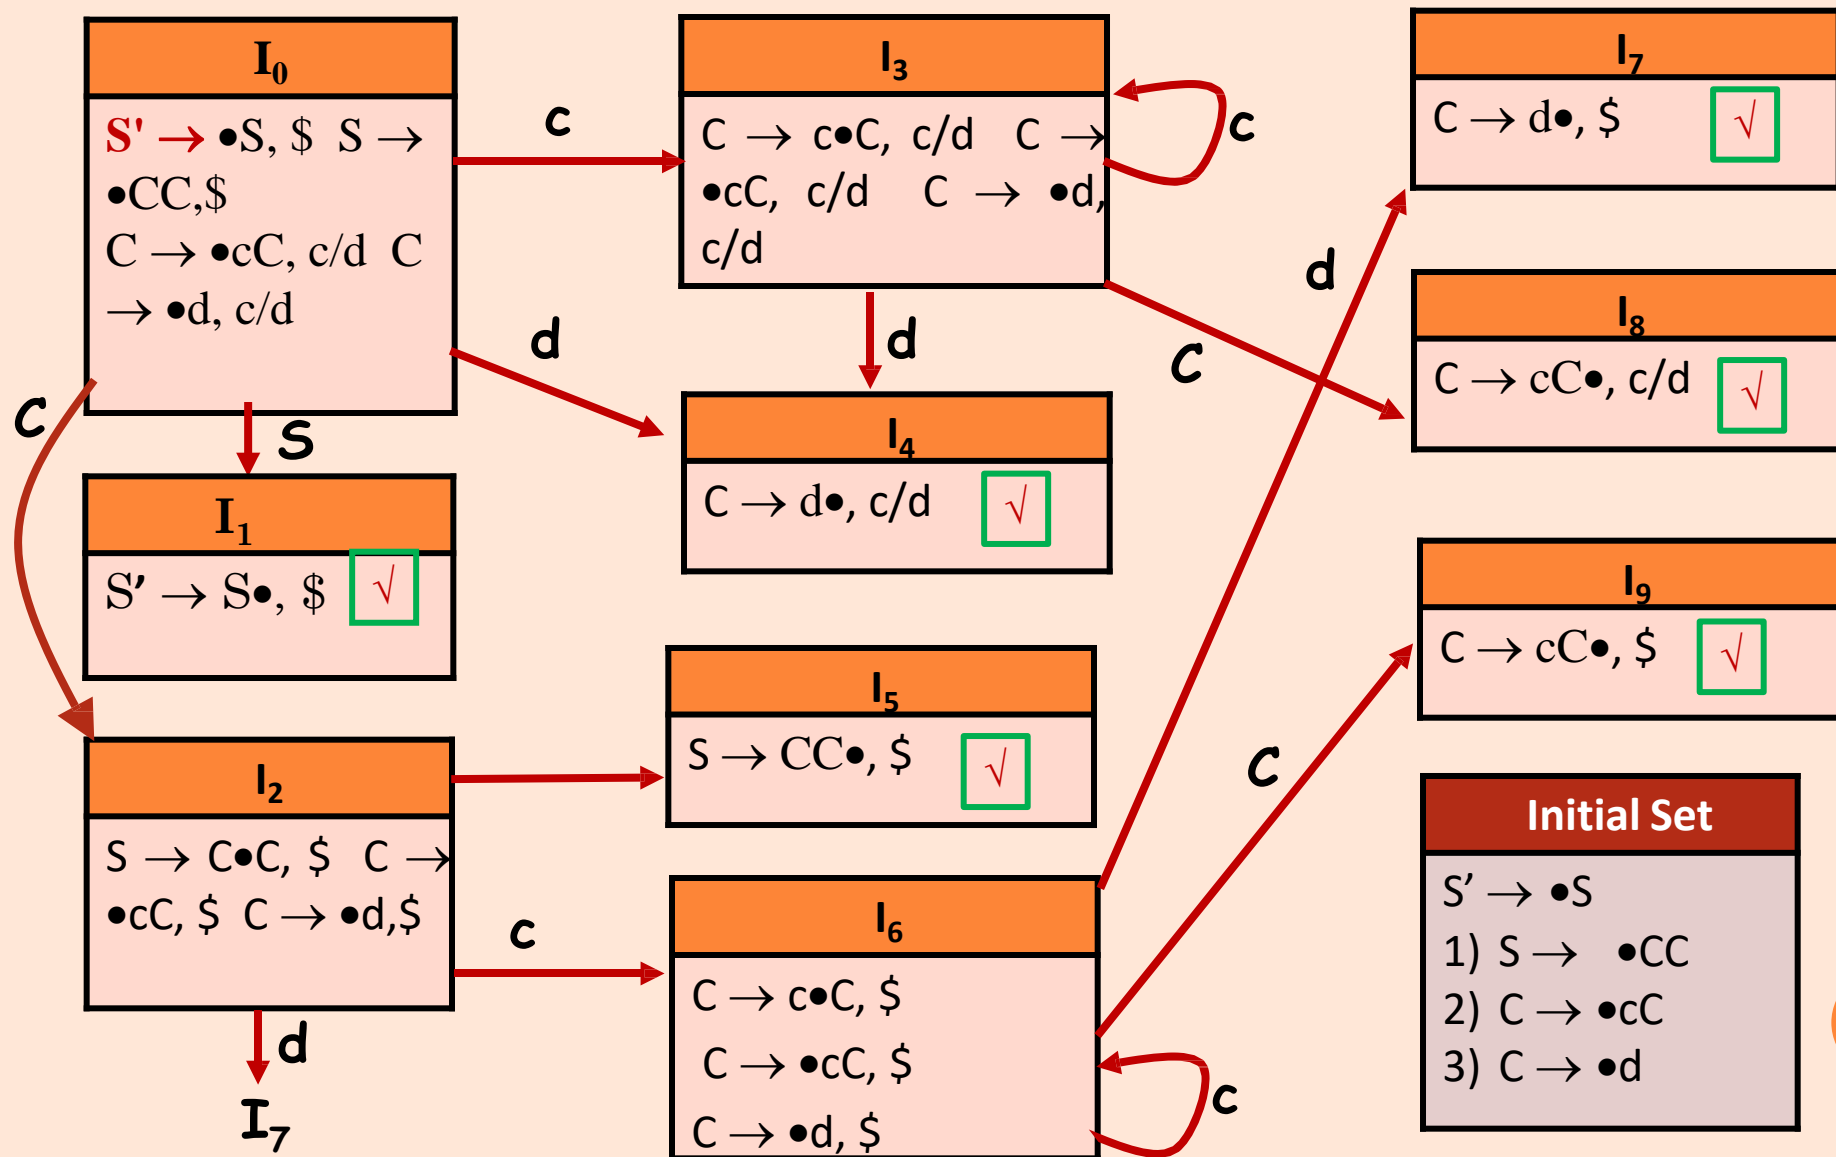 I0
S' → •S, $ S →
•CC,$
C → •cC, c/d C
→ •d, c/d
c
d
C
S
I1
S' → S•, $ √
I2
S → C•C, $ C →
•cC, $ C → •d,$
c
d
I7
I3
C → c•C, c/d C →
•cC, c/d C → •d,
c/d
c
d
C
I4
C → d•, c/d √
I5
S → CC•, $ √
I6
C → c•C, $
C → •cC, $
C → •d, $
d
C
c
I7
C → d•, $ √
I8
C → cC•, c/d √
I9
C → cC•, $ √
Initial Set
S’ → •S
1) S → •CC
2) C → •cC
3) C → •d